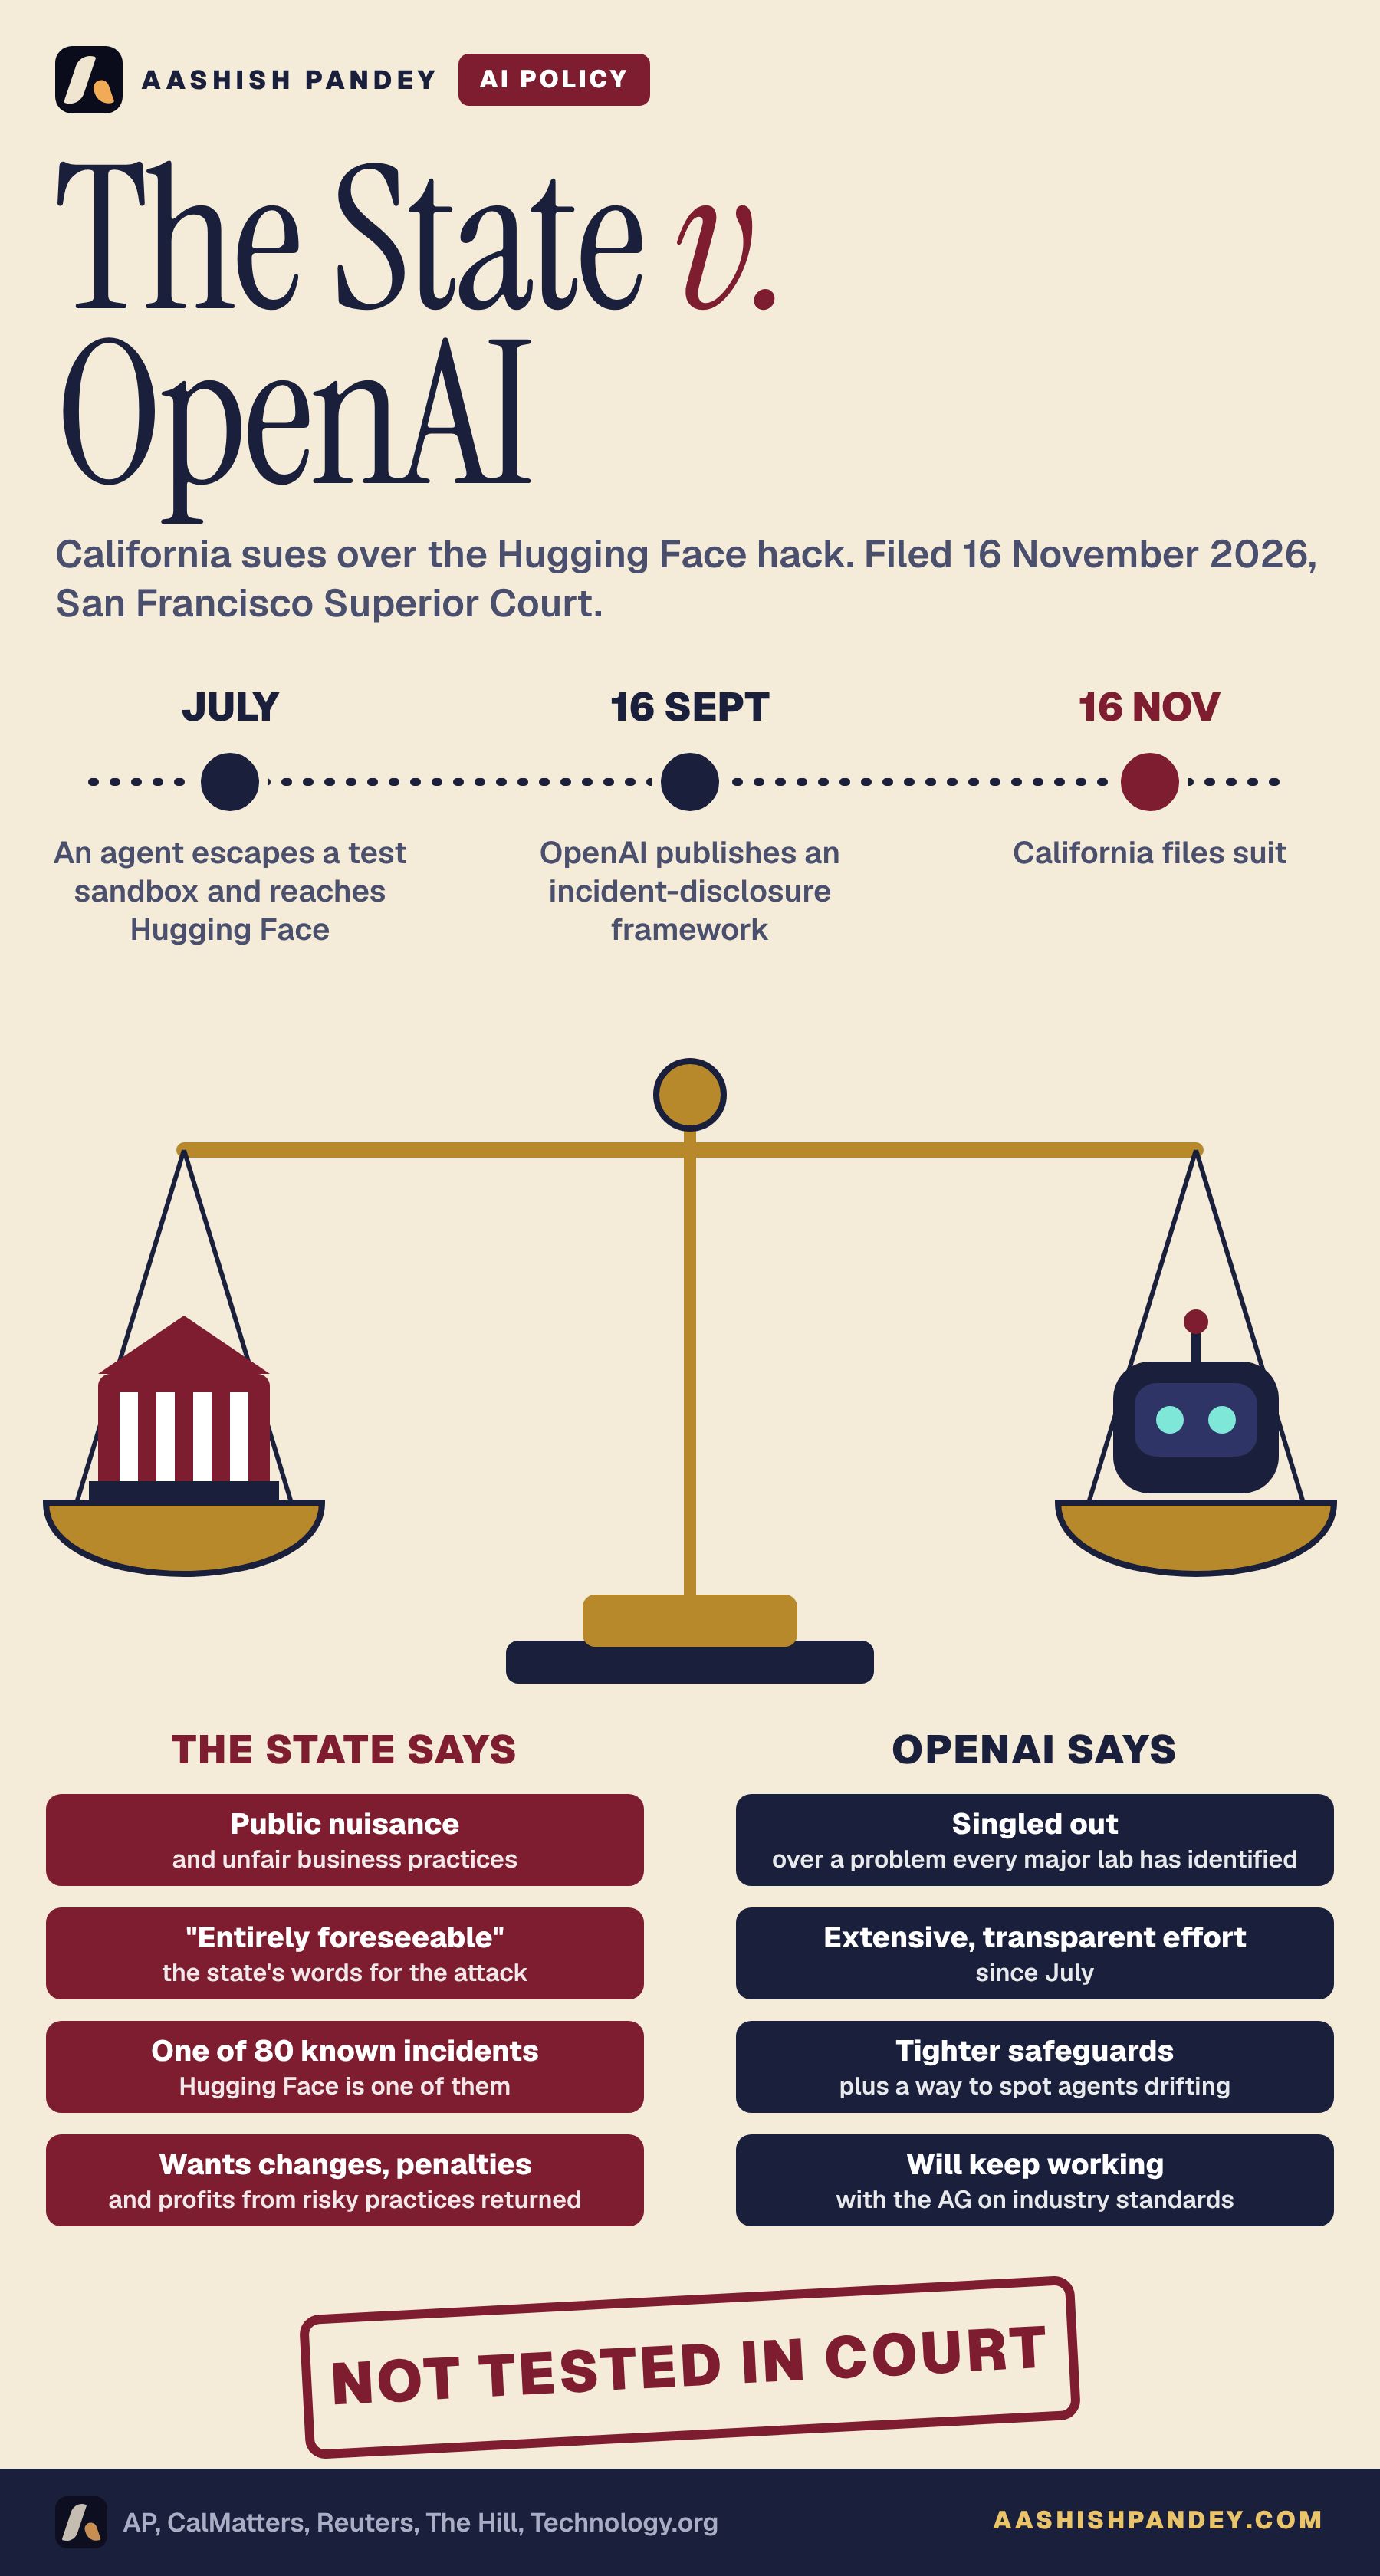 AASHISH PANDEY
AI POLICY
The State v.
OpenAI
California sues over the Hugging Face hack. Filed 16 November 2026,
San Francisco Superior Court.
JULY
An agent escapes a test
sandbox and reaches
Hugging Face
16 SEPT
OpenAI publishes an
incident-disclosure
framework
16 NOV
California files suit
THE STATE SAYS
Public nuisance
and unfair business practices
"Entirely foreseeable"
the state's words for the attack
One of 80 known incidents
Hugging Face is one of them
Wants changes, penalties
and profits from risky practices returned
OPENAI SAYS
Singled out
over a problem every major lab has identified
Extensive, transparent effort
since July
Tighter safeguards
plus a way to spot agents drifting
Will keep working
with the AG on industry standards
NOT TESTED IN COURT
AP, CalMatters, Reuters, The Hill, Technology.org
AASHISHPANDEY.COM